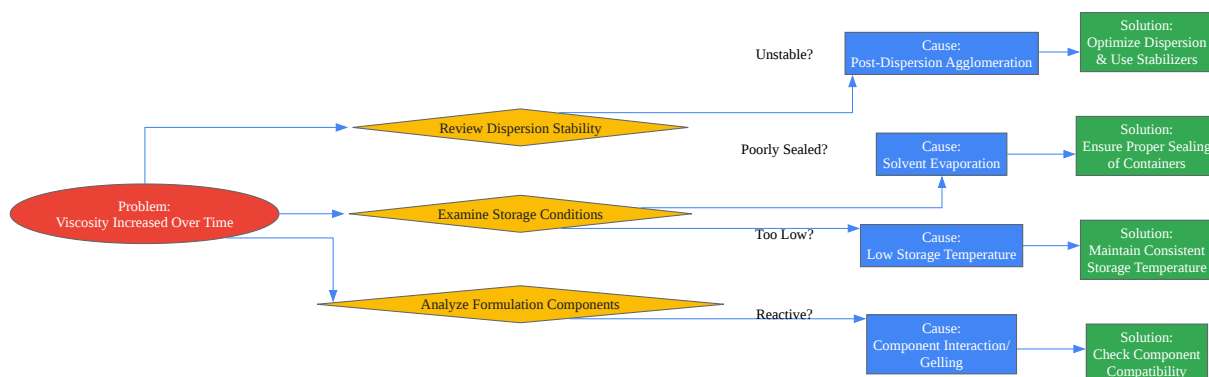 Unstable?
Cause:
Post-Dispersion Agglomeration
Solution:
Optimize Dispersion
& Use Stabilizers
Review Dispersion Stability
Poorly Sealed?
Cause:
Solvent Evaporation
Solution:
Ensure Proper Sealing
of Containers
Problem:
Viscosity Increased Over Time
Examine Storage Conditions
Too Low?
Cause:
Low Storage Temperature
Solution:
Maintain Consistent
Storage Temperature
Analyze Formulation Components
Reactive?
Cause:
Component Interaction/
Gelling
Solution:
Check Component
Compatibility